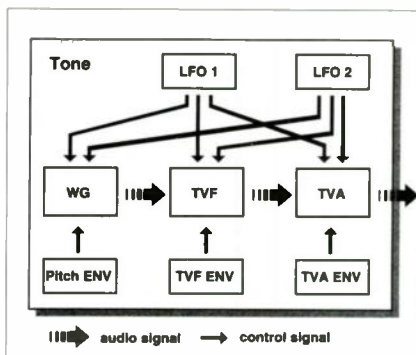 Tone
LFO 1 LFO 2
WG TVF TVA
Pitch ENV TVF ENV TVA ENV
audio signal control signal